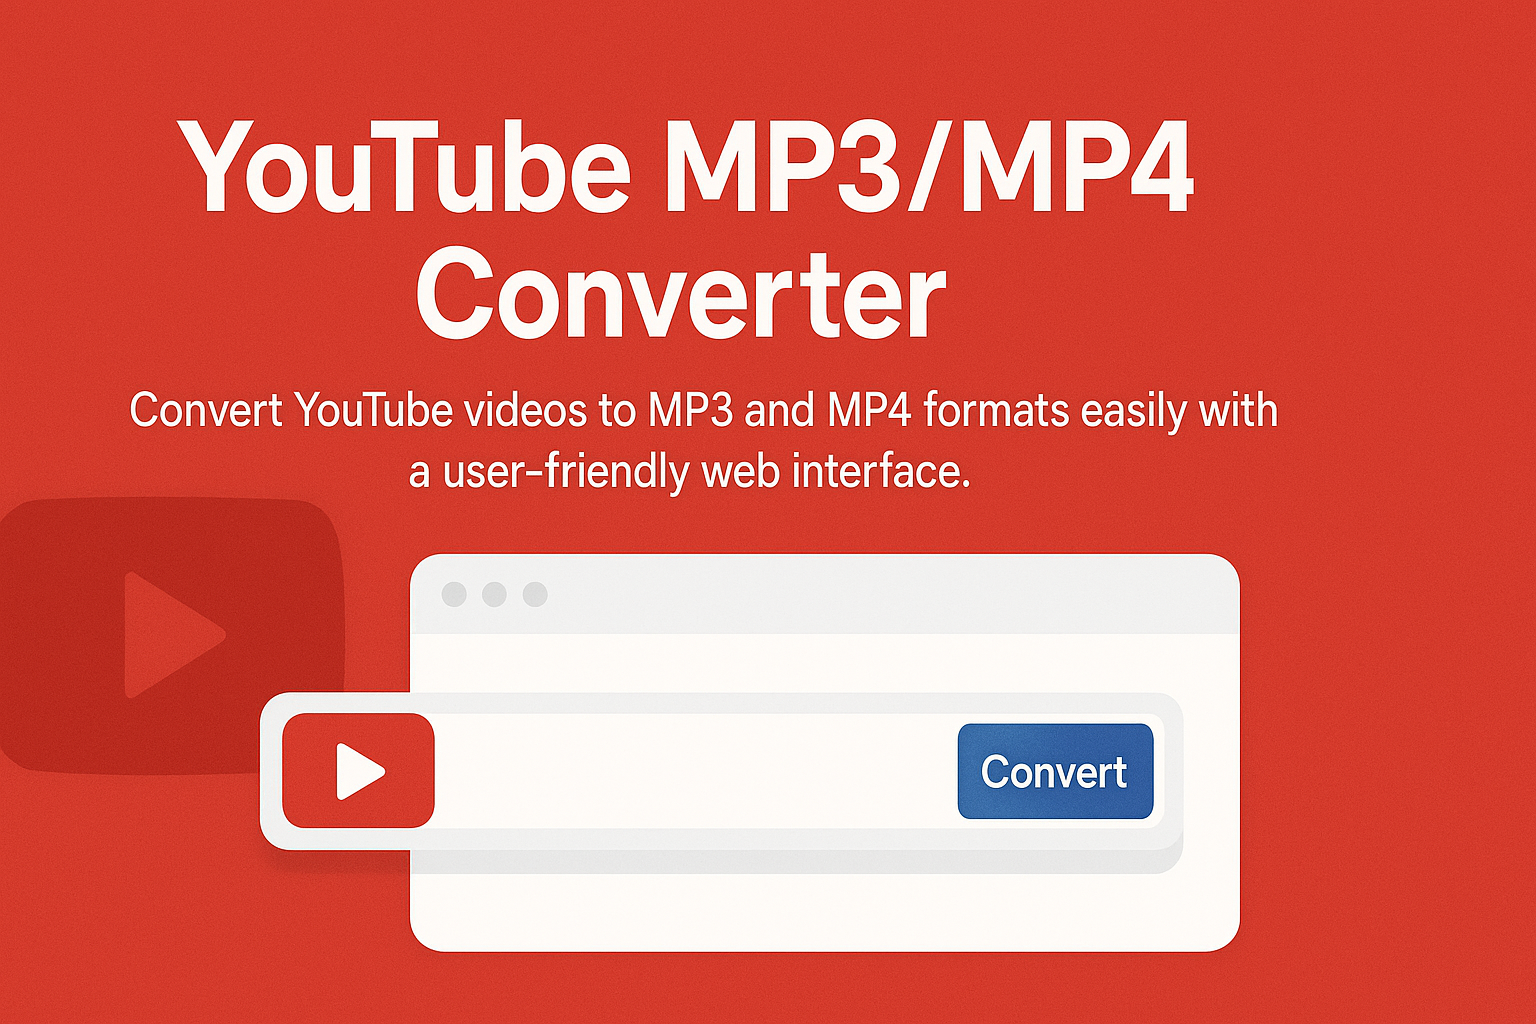 YouTube MP3/MP4
Converter
Convert YouTube videos to MP3 and MP4 formats easily with
a user-friendly web interface.
Convert